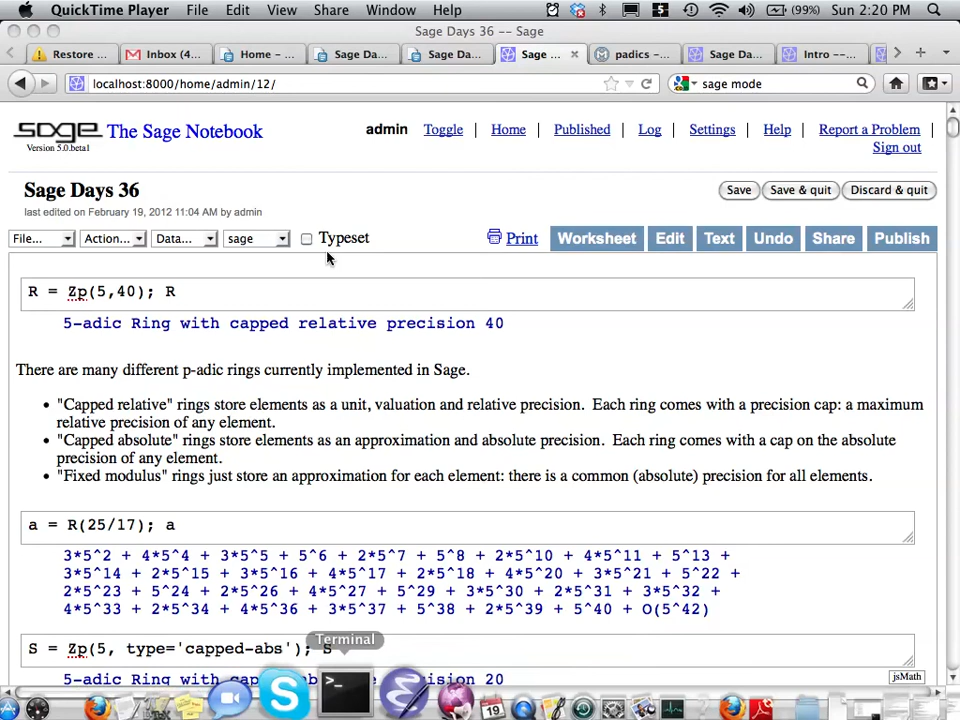 QuickTime Player File Edit View Share Window Help (99%) Sun 2:20 PM
Sage Days 36 -- Sage
Restore ... Inbox (4... Home - ... Sage Da... Sage Da... Sage ... padics -... Sage Da... Intro --...
localhost:8000/home/admin/12/ sage mode
sage The Sage Notebook
Version 5.0.beta1
admin Toggle | Home | Published | Log | Settings | Help | Report a Problem |
Sign out
Sage Days 36
last edited on February 19, 2012 11:04 AM by admin
Save Save & quit Discard & quit
File... Action... Data... sage Typeset Print Worksheet Edit Text Undo Share Publish
R = Zp(5,40); R
5-adic Ring with capped relative precision 40
There are many different p-adic rings currently implemented in Sage.
• "Capped relative" rings store elements as a unit, valuation and relative precision. Each ring comes with a precision cap: a maximum
relative precision of any element.
• "Capped absolute" rings store elements as an approximation and absolute precision. Each ring comes with a cap on the absolute
precision of any element.
• "Fixed modulus" rings just store an approximation for each element: there is a common (absolute) precision for all elements.
a = R(25/17); a
3*5^2 + 4*5^4 + 3*5^5 + 5^6 + 2*5^7 + 5^8 + 2*5^10 + 4*5^11 + 5^13 +
3*5^14 + 2*5^15 + 3*5^16 + 4*5^17 + 2*5^18 + 4*5^20 + 3*5^21 + 5^22 +
2*5^23 + 5^24 + 2*5^26 + 4*5^27 + 5^29 + 3*5^30 + 2*5^31 + 3*5^32 +
4*5^33 + 2*5^34 + 4*5^36 + 3*5^37 + 5^38 + 2*5^39 + 5^40 + O(5^42)
Terminal
S = Zp(5, type='capped-abs'); S
5-adic Ring with
jsMath